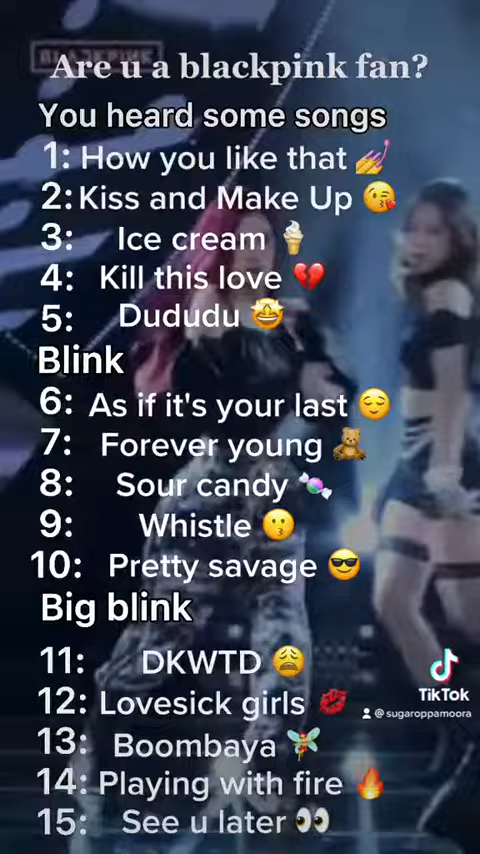 BLACKPINK
Are u a blackpink fan?
You heard some songs
1: How you like that 💅
2: Kiss and Make Up 😘
3: Ice cream 🍦
4: Kill this love 💔
5: Dududu 🤩
Blink
6: As if it's your last 😌
7: Forever young 🧸
8: Sour candy 🍬
9: Whistle 😗
10: Pretty savage 😎
Big blink
11: DKWTD 😩
12: Lovesick girls 💋
13: Boombaya 🧚
14: Playing with fire 🔥
15: See u later 👀
TikTok
@sugaroppamoora